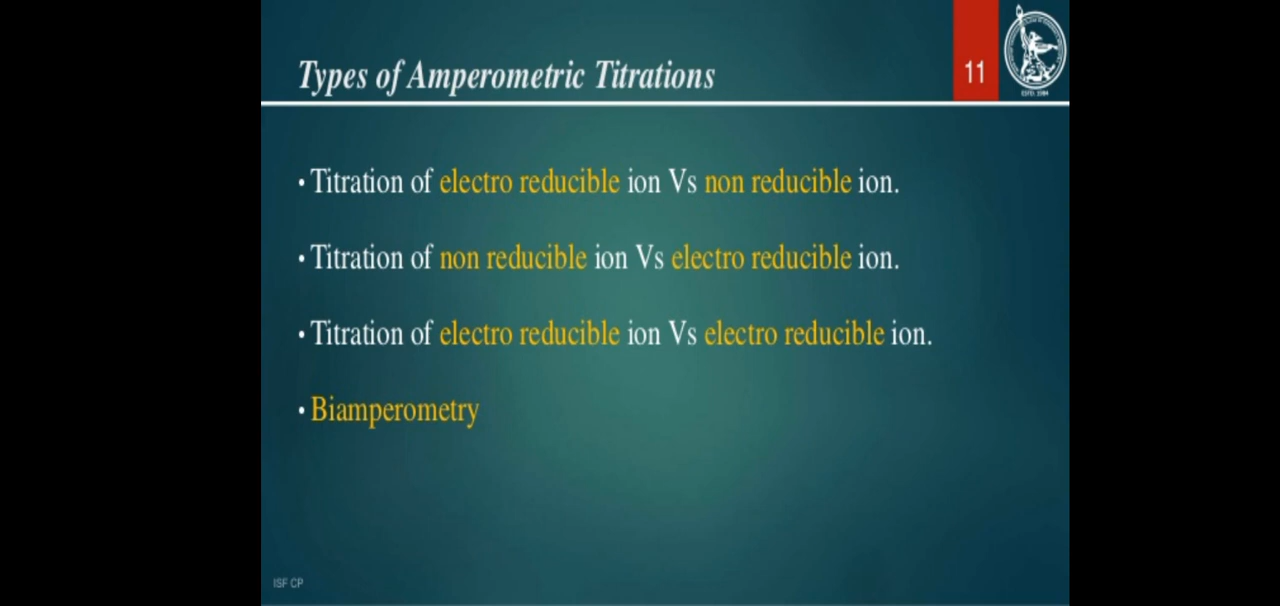 Types of Amperometric Titrations
11
• Titration of electro reducible ion Vs non reducible ion.
• Titration of non reducible ion Vs electro reducible ion.
• Titration of electro reducible ion Vs electro reducible ion.
• Biamperometry
ISF CP